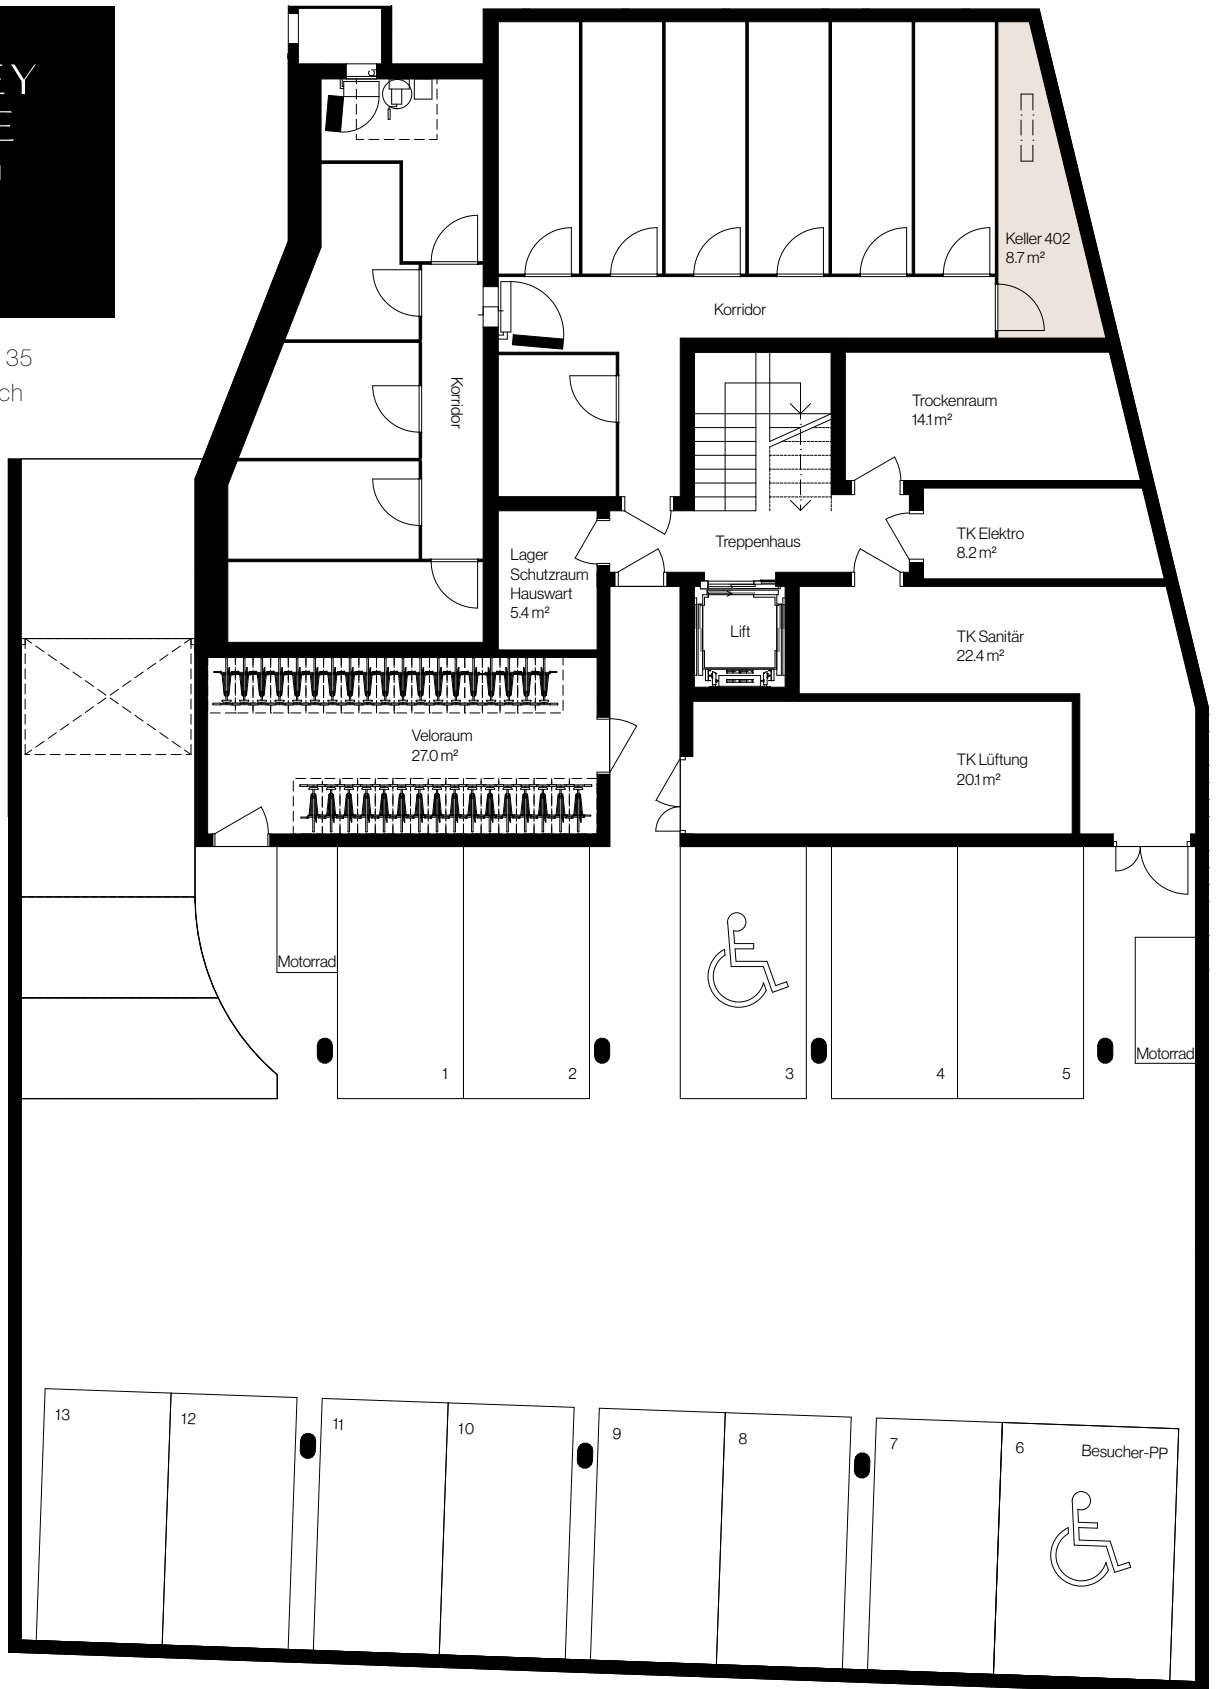 EY
E
35
ch
Keller 402
8.7 m²
Korridor
Korridor
Trockenraum
14.1 m²
TK Elektro
8.2 m²
Treppenhaus
Lager
Schutzraum
Hauswart
5.4 m²
Lift
TK Sanitär
22.4 m²
Veloraum
27.0 m²
TK Lüftung
20.1 m²
Motorrad
Motorrad
1
2
3
4
5
13
12
11
10
9
8
7
6
Besucher-PP